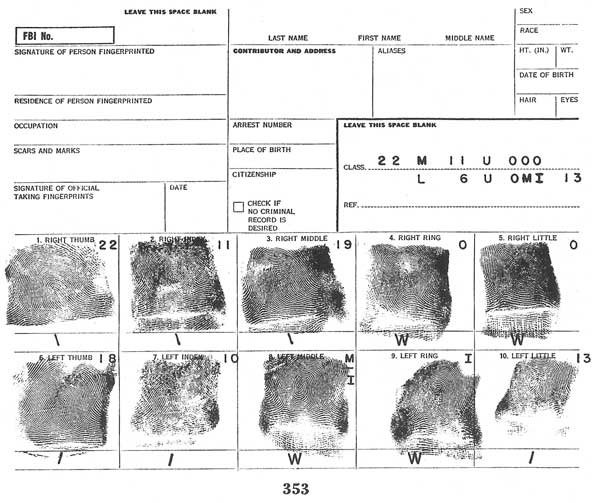 LEAVE THIS SPACE BLANK
FBI No.
LAST NAME FIRST NAME MIDDLE NAME
SEX
RACE
SIGNATURE OF PERSON FINGERPRINTED
CONTRIBUTOR AND ADDRESS
ALIASES
HT. (IN.) WT.
DATE OF BIRTH
RESIDENCE OF PERSON FINGERPRINTED
HAIR EYES
OCCUPATION
ARREST NUMBER
LEAVE THIS SPACE BLANK
SCARS AND MARKS
PLACE OF BIRTH
CLASS. 22 M 11 U 000
L 6 U OMI 13
CITIZENSHIP
SIGNATURE OF OFFICIAL
TAKING FINGERPRINTS
DATE
CHECK IF
NO CRIMINAL
RECORD IS
DESIRED
REF.
1. RIGHT THUMB 22
2. RIGHT INDEX 11
3. RIGHT MIDDLE 19
4. RIGHT RING 0
5. RIGHT LITTLE 0
\ \ \ W W
6. LEFT THUMB 18
7. LEFT INDEX 10
8. LEFT MIDDLE M
I
9. LEFT RING I
10. LEFT LITTLE 13
/ / W W /
353